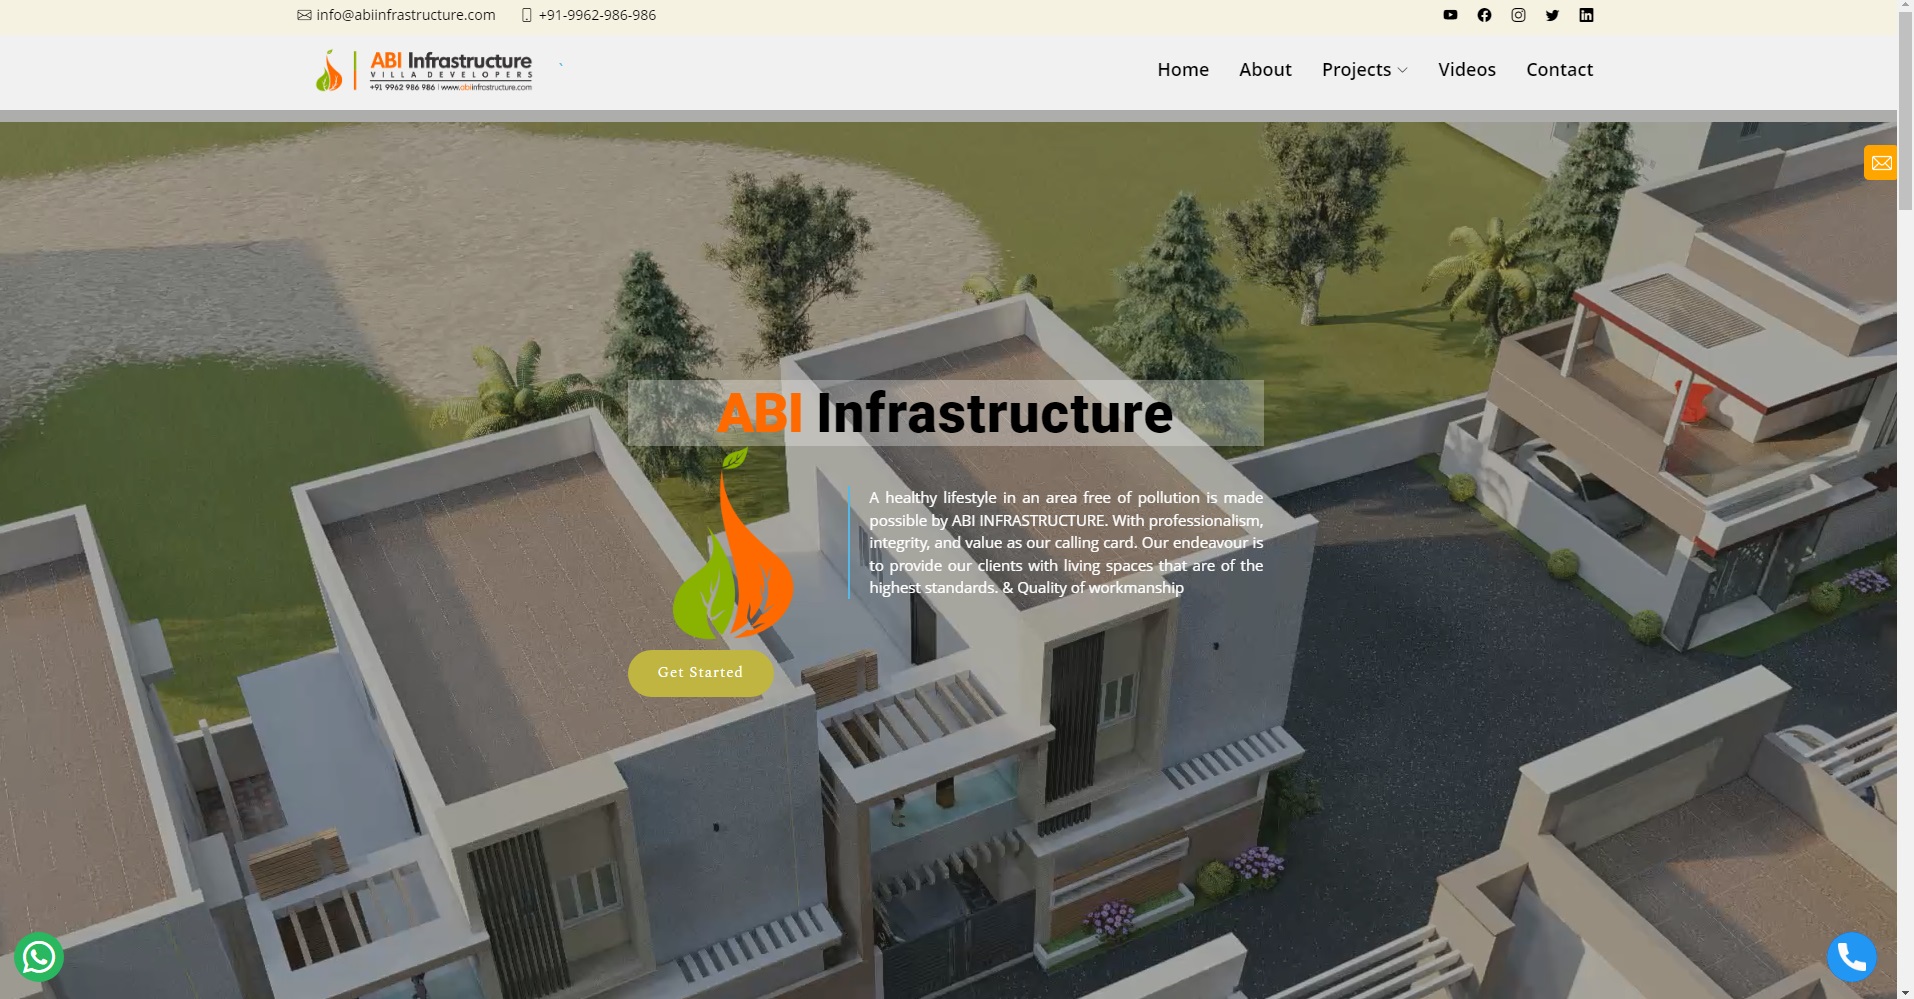 info@abiinfrastructure.com +91-9962-986-986
ABI Infrastructure
VILLA DEVELOPERS
+91 9962 986 986 | www.abiinfrastructure.com
Home About Projects Videos Contact
ABI Infrastructure
A healthy lifestyle in an area free of pollution is made
possible by ABI INFRASTRUCTURE. With professionalism,
integrity, and value as our calling card. Our endeavour is
to provide our clients with living spaces that are of the
highest standards. & Quality of workmanship
Get Started